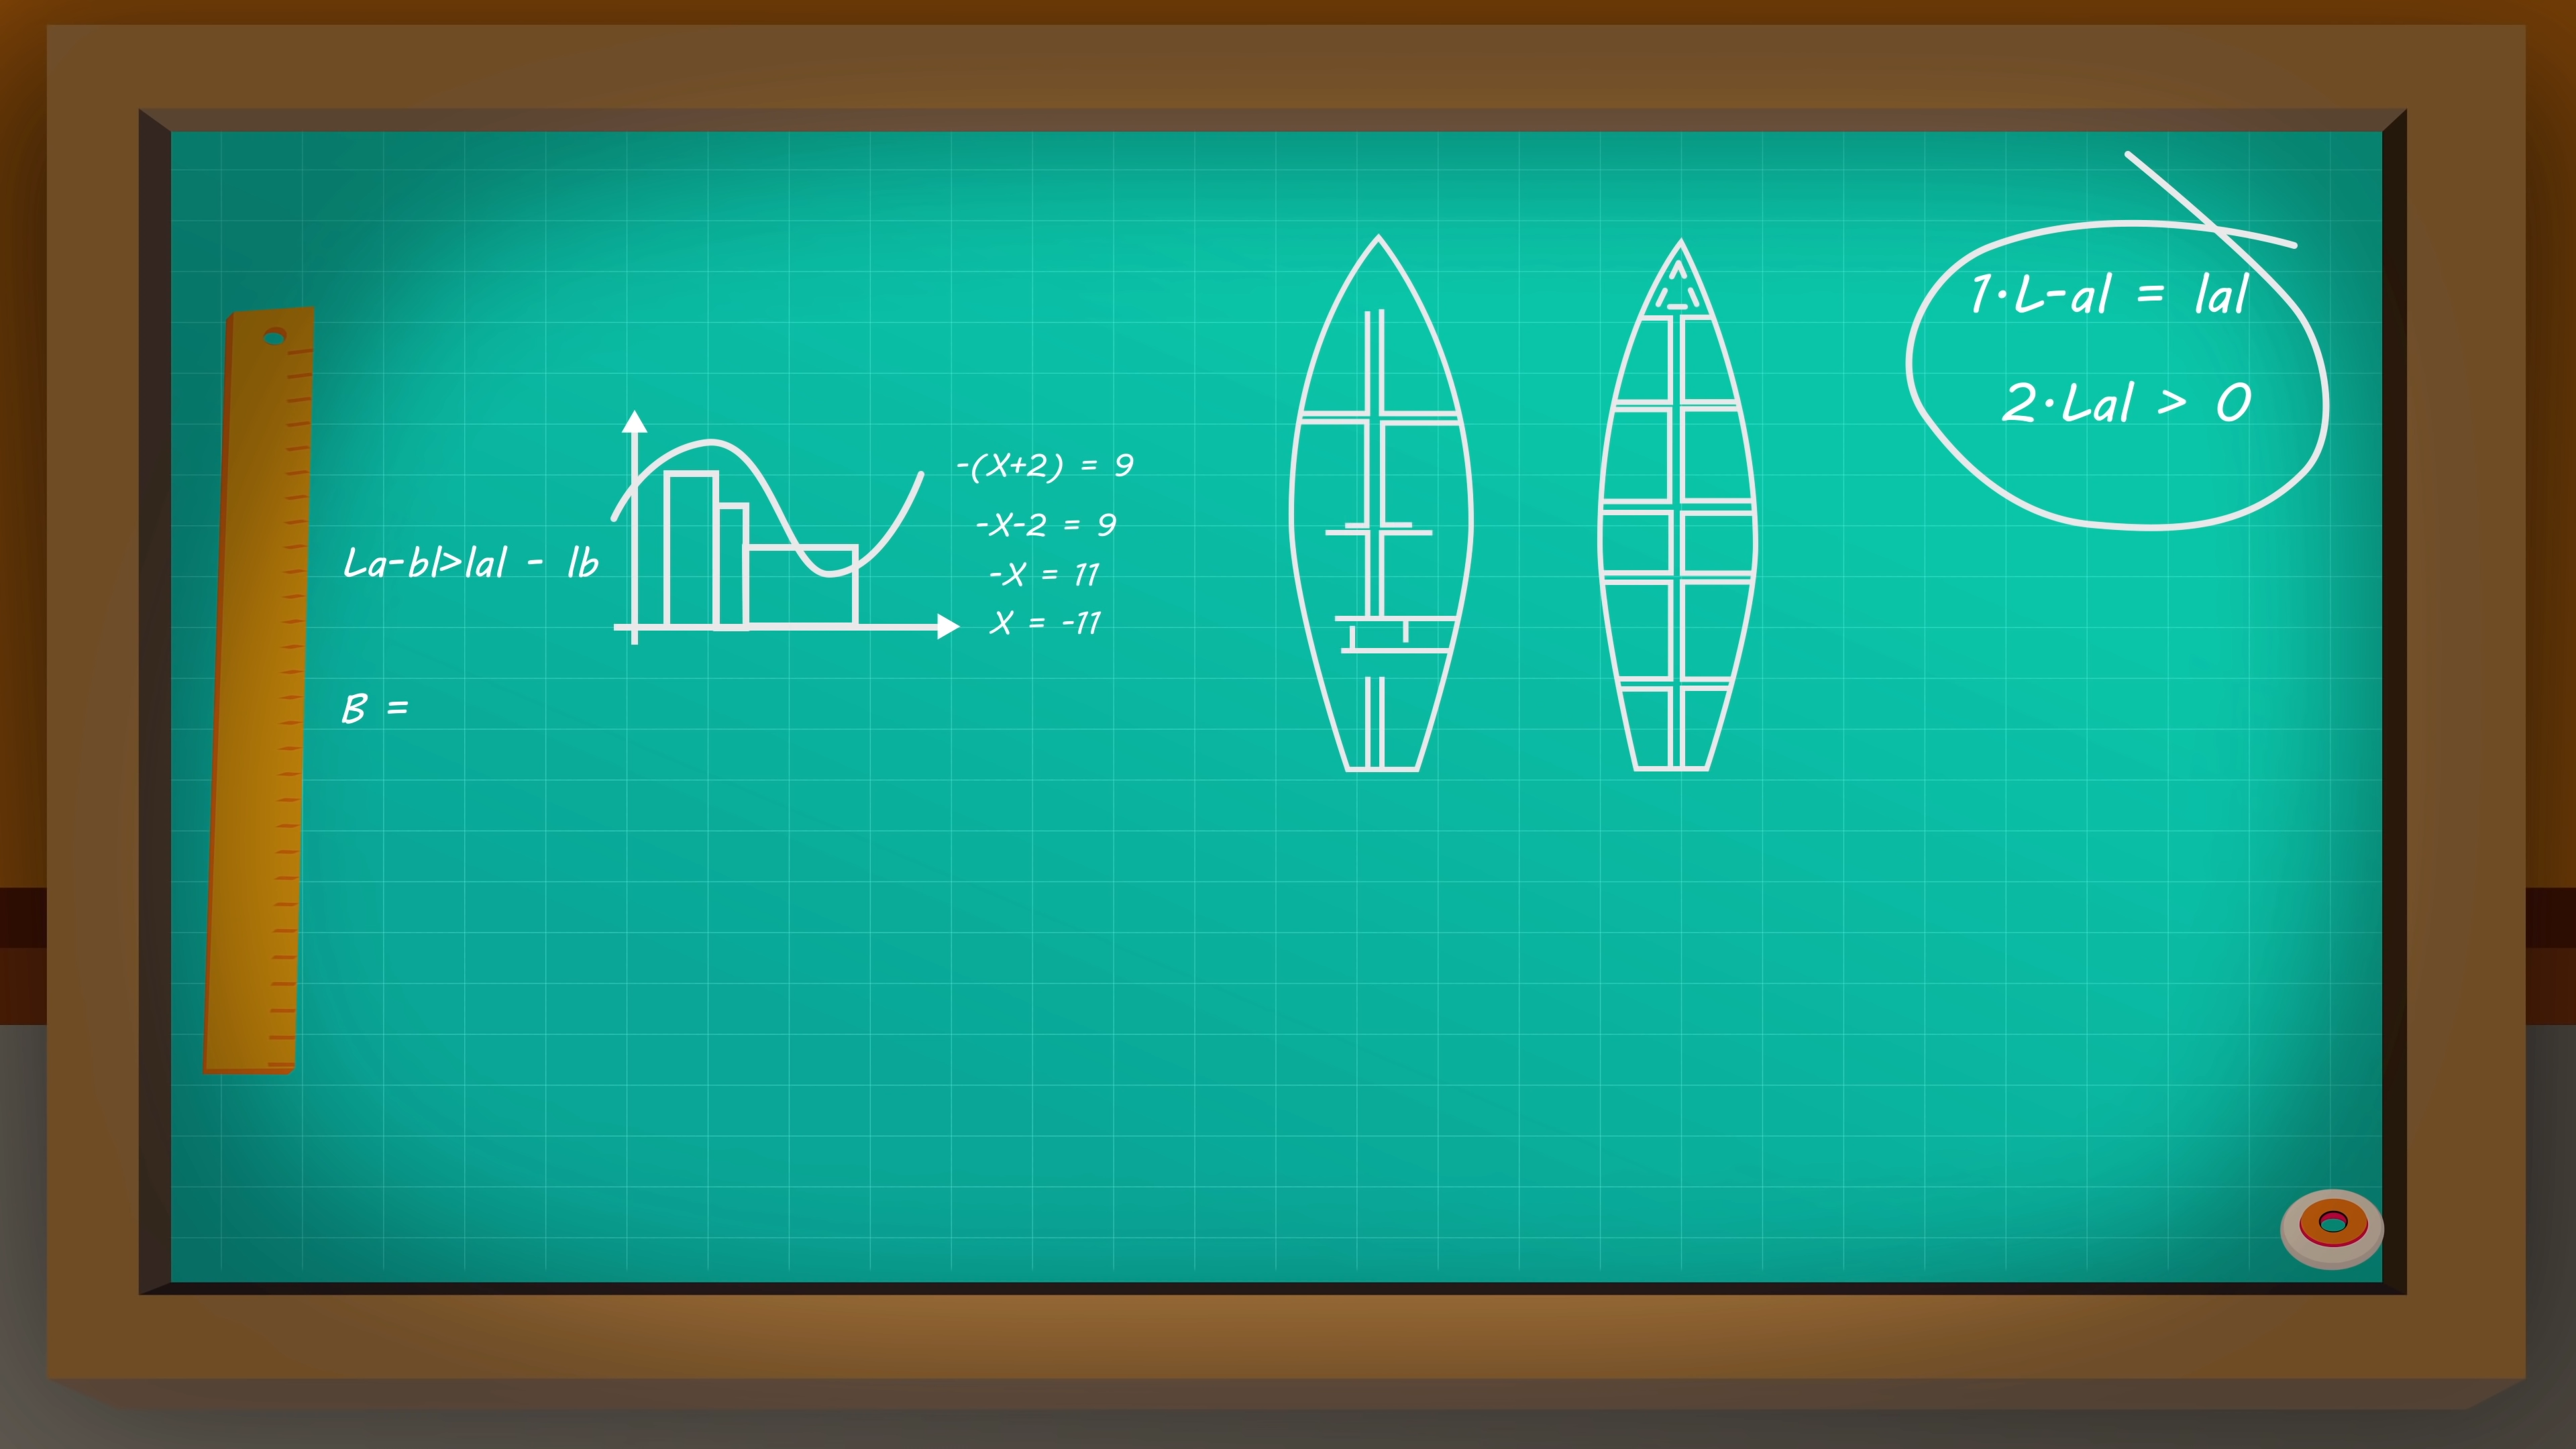 La-bl>lal - lb
B =
-(X+2) = 9
-X-2 = 9
-X = 11
X = -11
1·L-al = lal
2·Lal > 0